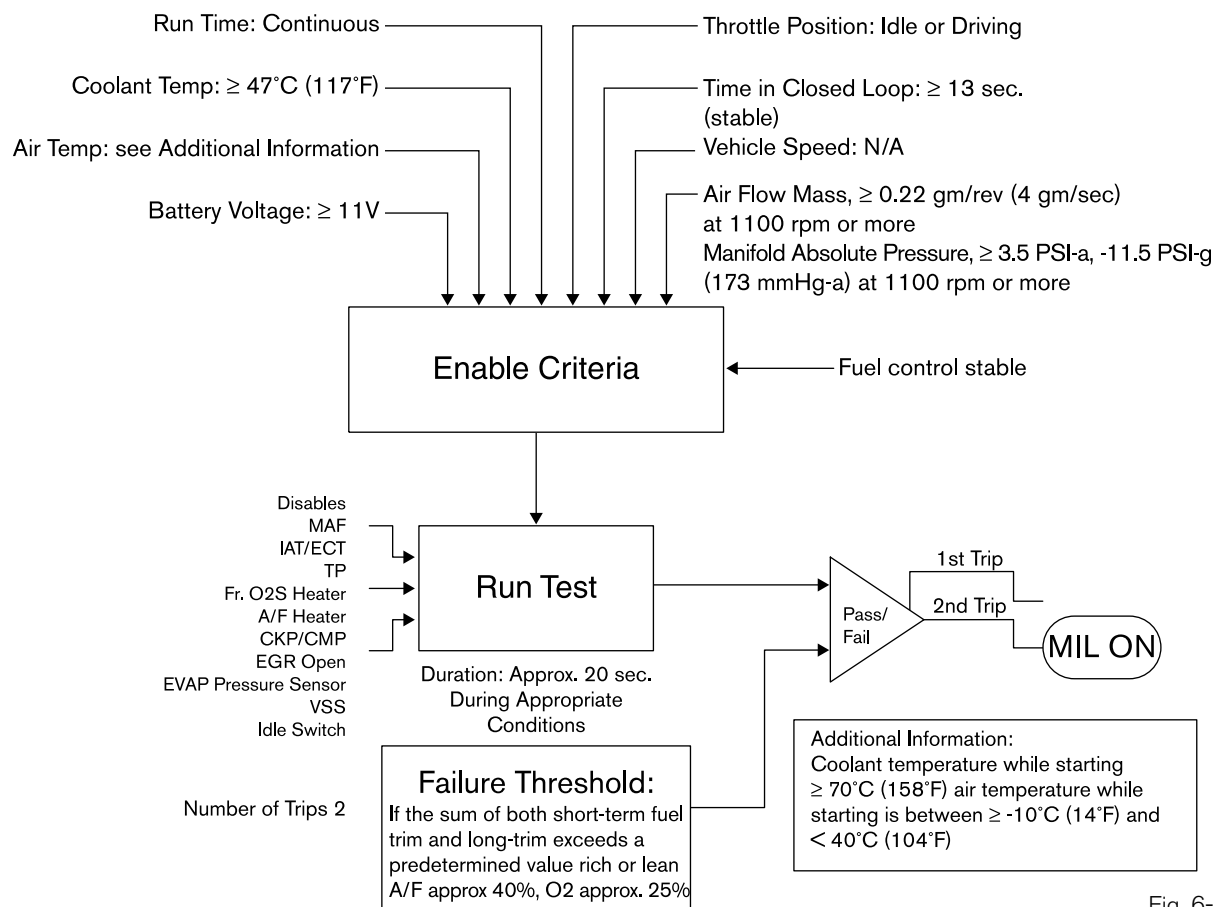 Run Time: Continuous
Throttle Position: Idle or Driving
Coolant Temp: ≥ 47°C (117°F)
Time in Closed Loop: ≥ 13 sec.
(stable)
Air Temp: see Additional Information
Vehicle Speed: N/A
Battery Voltage: ≥ 11V
Air Flow Mass, ≥ 0.22 gm/rev (4 gm/sec)
at 1100 rpm or more
Manifold Absolute Pressure, ≥ 3.5 PSI-a, -11.5 PSI-g
(173 mmHg-a) at 1100 rpm or more
Enable Criteria
Fuel control stable
Disables
MAF
IAT/ECT
TP
Fr. O2S Heater
A/F Heater
CKP/CMP
EGR Open
EVAP Pressure Sensor
VSS
Idle Switch
Run Test
Duration: Approx. 20 sec.
During Appropriate
Conditions
Pass/
Fail
1st Trip
2nd Trip
MIL ON
Number of Trips 2
Failure Threshold:
If the sum of both short-term fuel
trim and long-trim exceeds a
predetermined value rich or lean
A/F approx 40%, O2 approx. 25%
Additional Information:
Coolant temperature while starting
≥ 70°C (158°F) air temperature while
starting is between ≥ -10°C (14°F) and
< 40°C (104°F)
Fig. 6-